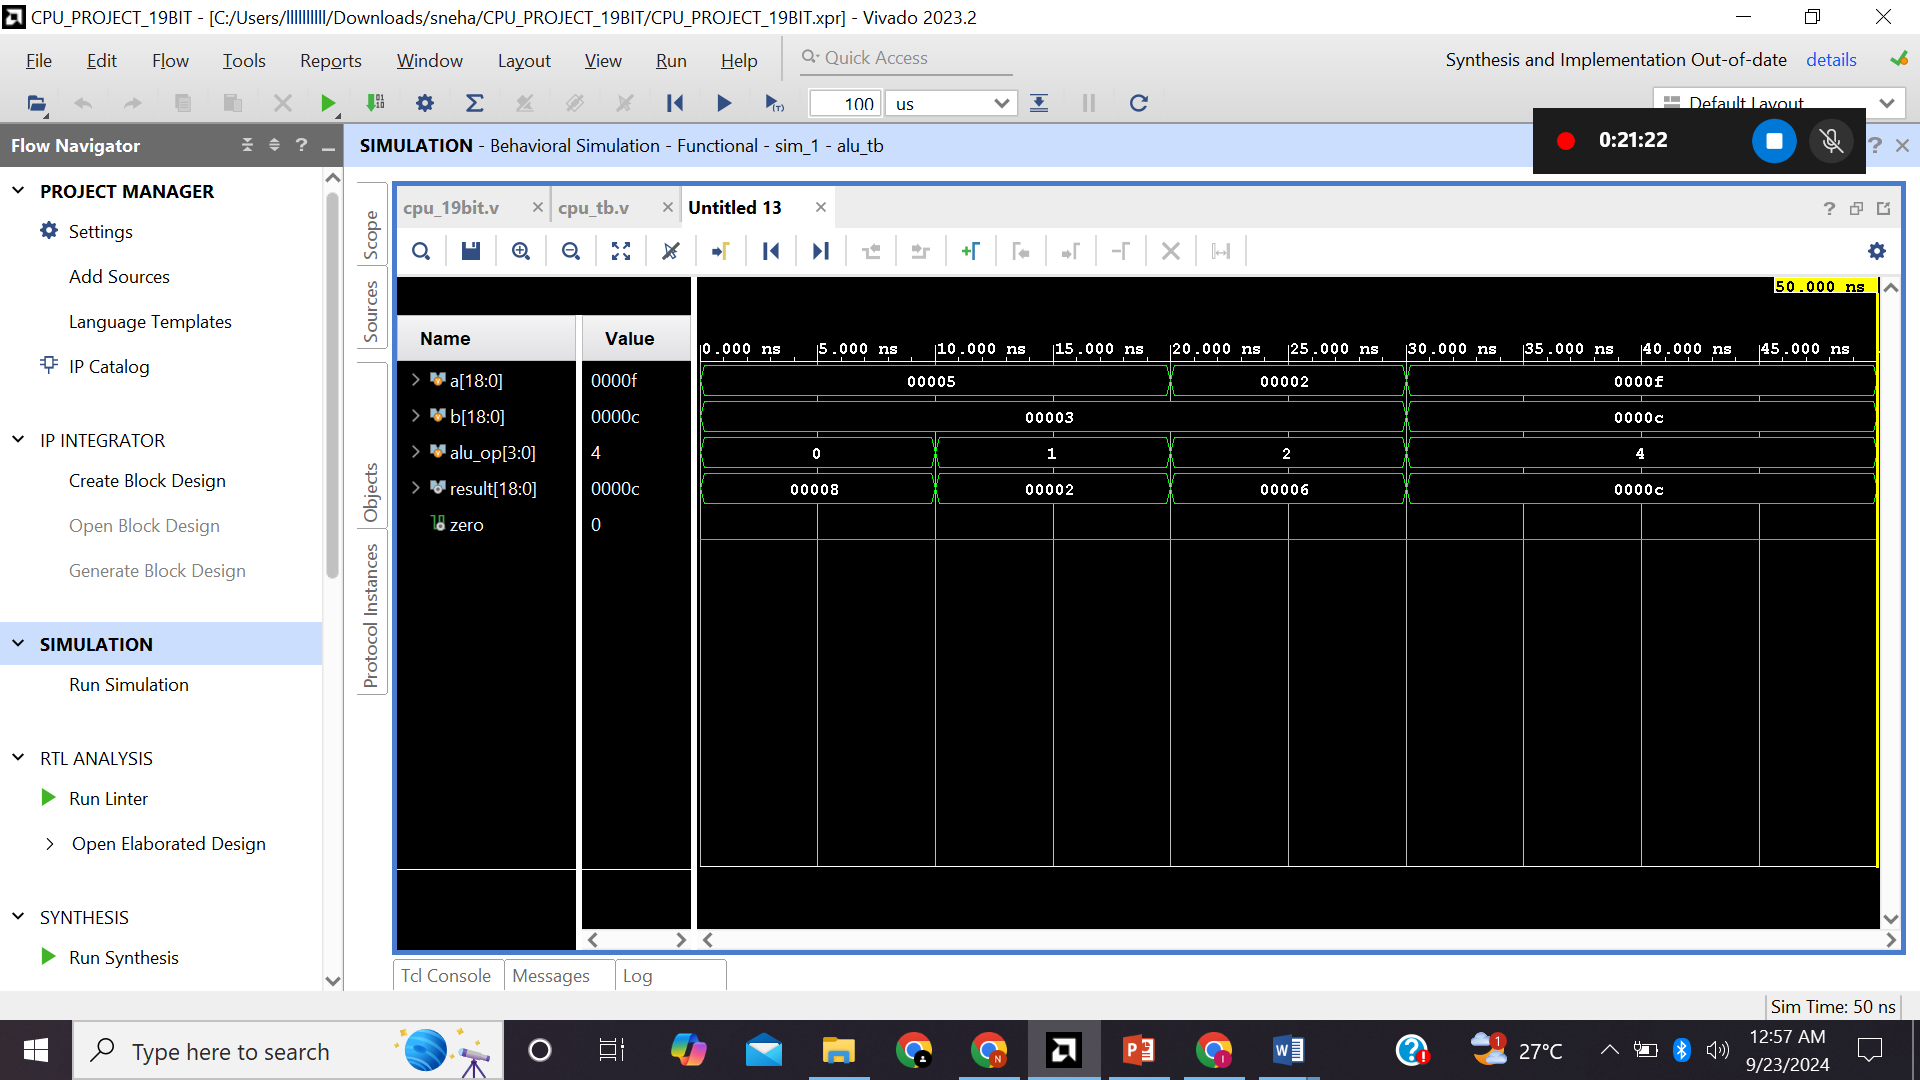 CPU_PROJECT_19BIT - [C:/Users/llllllllll/Downloads/sneha/CPU_PROJECT_19BIT/CPU_PROJECT_19BIT.xpr] - Vivado 2023.2
File Edit Flow Tools Reports Window Layout View Run Help Quick Access
Synthesis and Implementation Out-of-date details
100 us
Default Layout
0:21:22
Flow Navigator
SIMULATION - Behavioral Simulation - Functional - sim_1 - alu_tb
PROJECT MANAGER
Settings
Add Sources
Language Templates
IP Catalog
IP INTEGRATOR
Create Block Design
Open Block Design
Generate Block Design
SIMULATION
Run Simulation
RTL ANALYSIS
Run Linter
Open Elaborated Design
SYNTHESIS
Run Synthesis
Scope
Sources
Objects
Protocol Instances
cpu_19bit.v cpu_tb.v Untitled 13
50.000 ns
Name Value
0.000 ns 5.000 ns 10.000 ns 15.000 ns 20.000 ns 25.000 ns 30.000 ns 35.000 ns 40.000 ns 45.000 ns
a[18:0] 0000f 00005 00002 0000f
b[18:0] 0000c 00003 0000c
alu_op[3:0] 4 0 1 2 4
result[18:0] 0000c 00008 00002 00006 0000c
zero 0
Tcl Console Messages Log
Sim Time: 50 ns
Type here to search
1
27°C
12:57 AM
9/23/2024